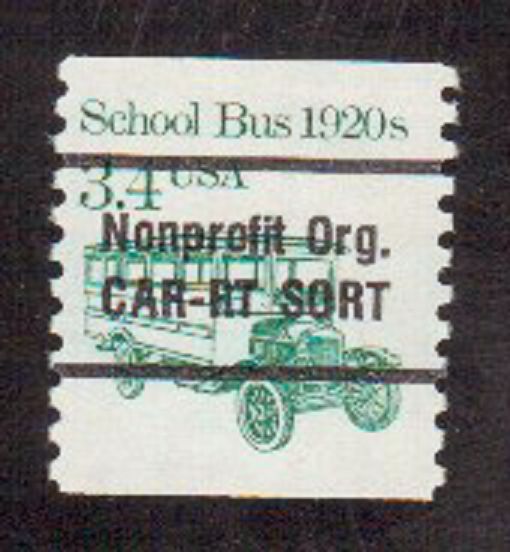 School Bus 1920s
3.4 USA
Nonprofit Org.
CAR-RT SORT